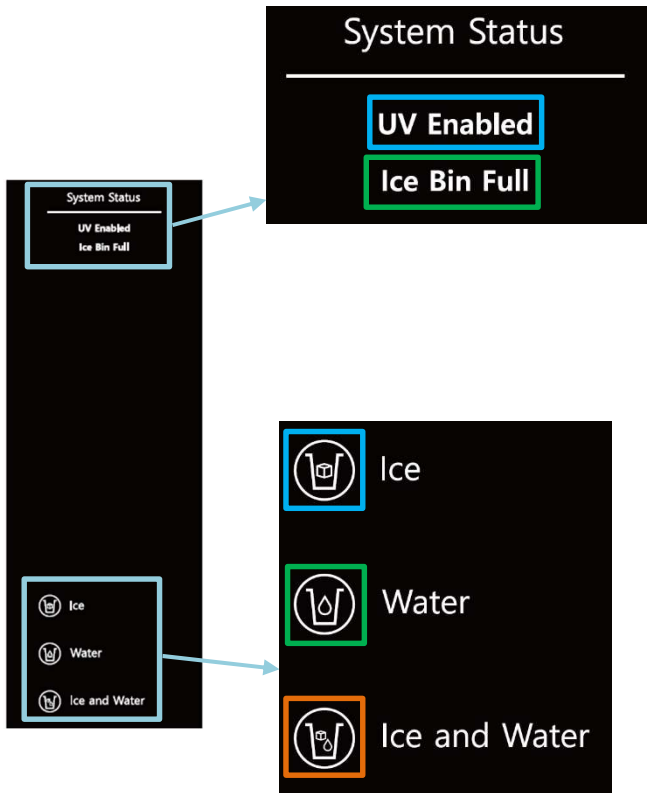 System Status
UV Enabled
Ice Bin Full
System Status
UV Enabled
Ice Bin Full
Ice
Water
Ice and Water
Ice
Water
Ice and Water